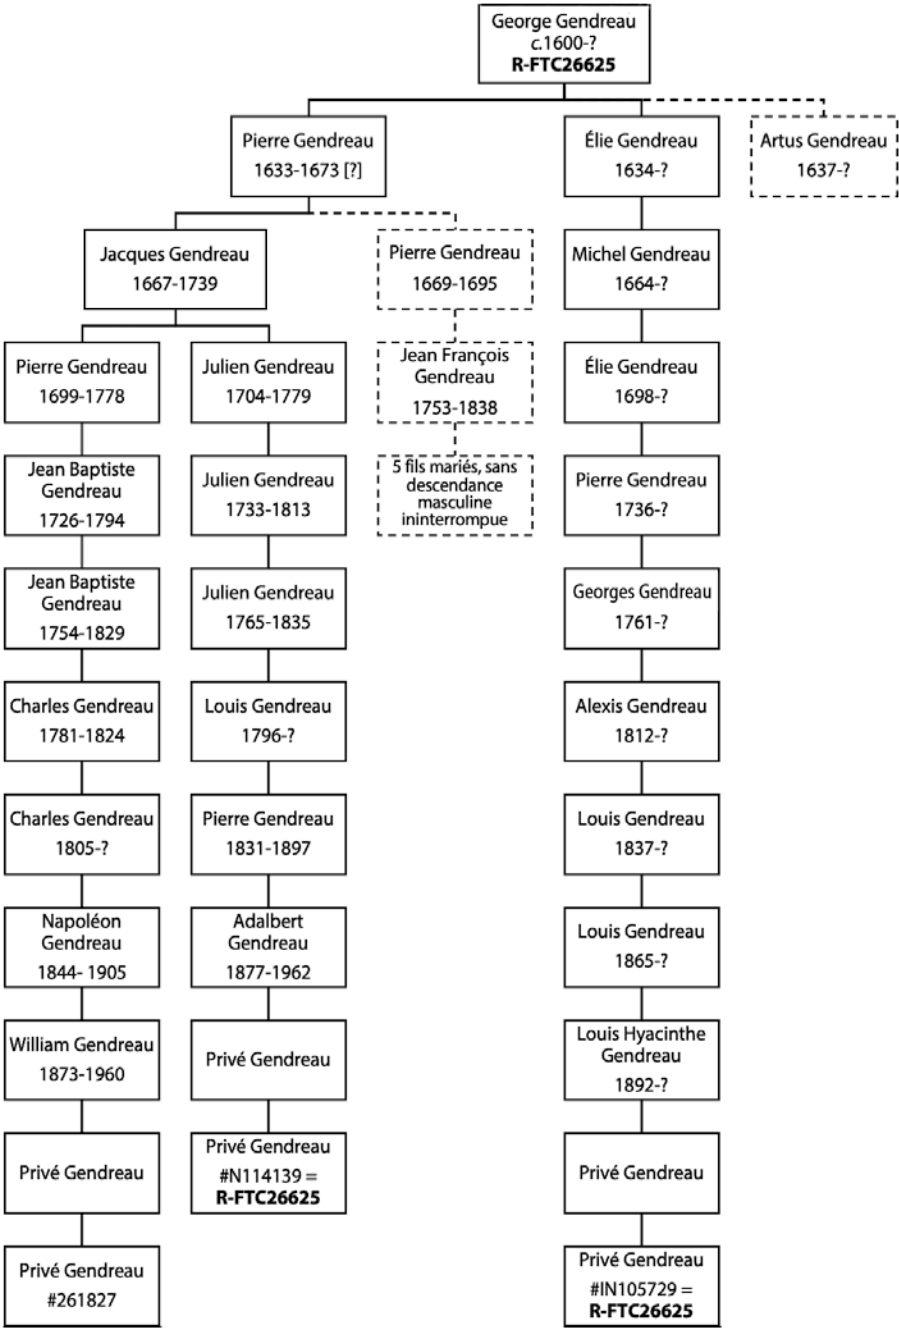 George Gendreau
c.1600-?
R-FTC26625
Pierre Gendreau
1633-1673 [?]
Élie Gendreau
1634-?
Artus Gendreau
1637-?
Jacques Gendreau
1667-1739
Pierre Gendreau
1669-1695
Michel Gendreau
1664-?
Pierre Gendreau
1699-1778
Julien Gendreau
1704-1779
Jean François
Gendreau
1753-1838
Élie Gendreau
1698-?
Jean Baptiste
Gendreau
1726-1794
Julien Gendreau
1733-1813
5 fils mariés, sans
descendance
masculine
ininterrompue
Pierre Gendreau
1736-?
Jean Baptiste
Gendreau
1754-1829
Julien Gendreau
1765-1835
Georges Gendreau
1761-?
Charles Gendreau
1781-1824
Louis Gendreau
1796-?
Alexis Gendreau
1812-?
Charles Gendreau
1805-?
Pierre Gendreau
1831-1897
Louis Gendreau
1837-?
Napoléon
Gendreau
1844- 1905
Adalbert
Gendreau
1877-1962
Louis Gendreau
1865-?
William Gendreau
1873-1960
Privé Gendreau
Louis Hyacinthe
Gendreau
1892-?
Privé Gendreau
Privé Gendreau
#N114139 =
R-FTC26625
Privé Gendreau
Privé Gendreau
#261827
Privé Gendreau
#IN105729 =
R-FTC26625